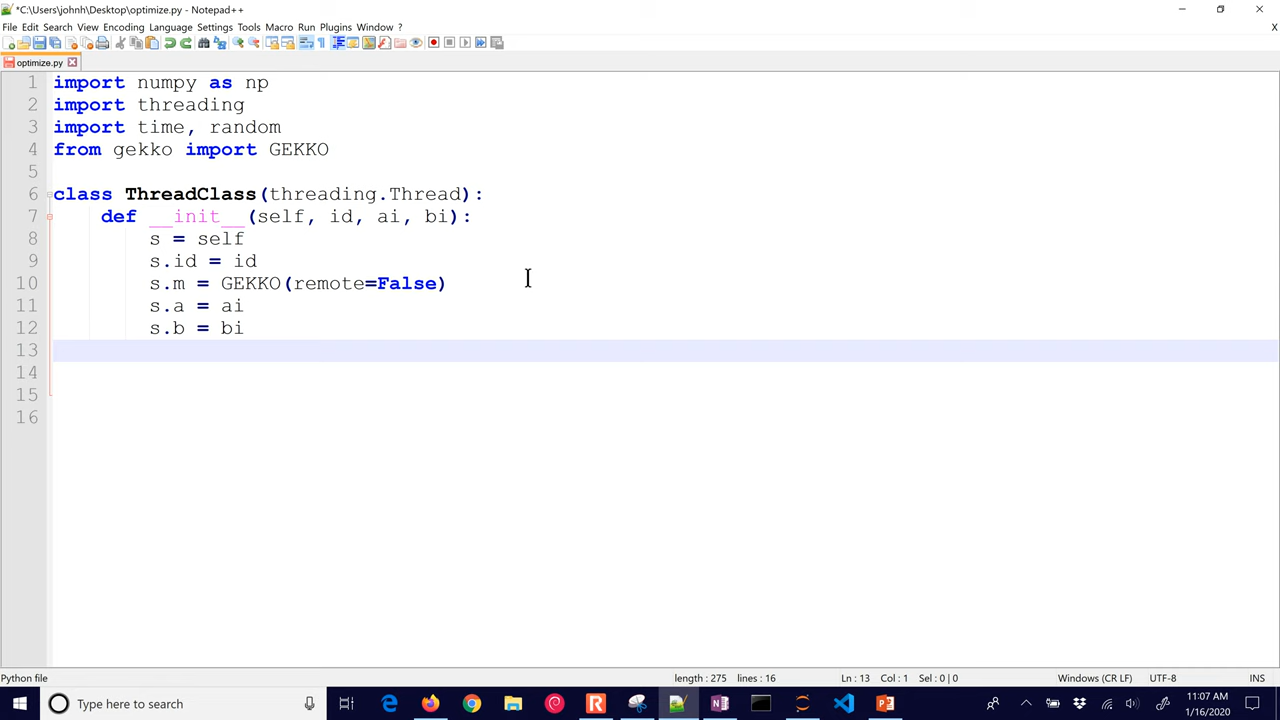 *C:\Users\johnh\Desktop\optimize.py - Notepad++
File Edit Search View Encoding Language Settings Tools Macro Run Plugins Window ?
X
optimize.py
1 import numpy as np
2 import threading
3 import time, random
4 from gekko import GEKKO
5
6 class ThreadClass(threading.Thread):
7 def __init__(self, id, ai, bi):
8 s = self
9 s.id = id
10 s.m = GEKKO(remote=False)
11 s.a = ai
12 s.b = bi
13
14
15
16
Python file length : 275 lines : 16 Ln : 13 Col : 1 Sel : 0 | 0 Windows (CR LF) UTF-8 INS
Type here to search
11:07 AM
1/16/2020